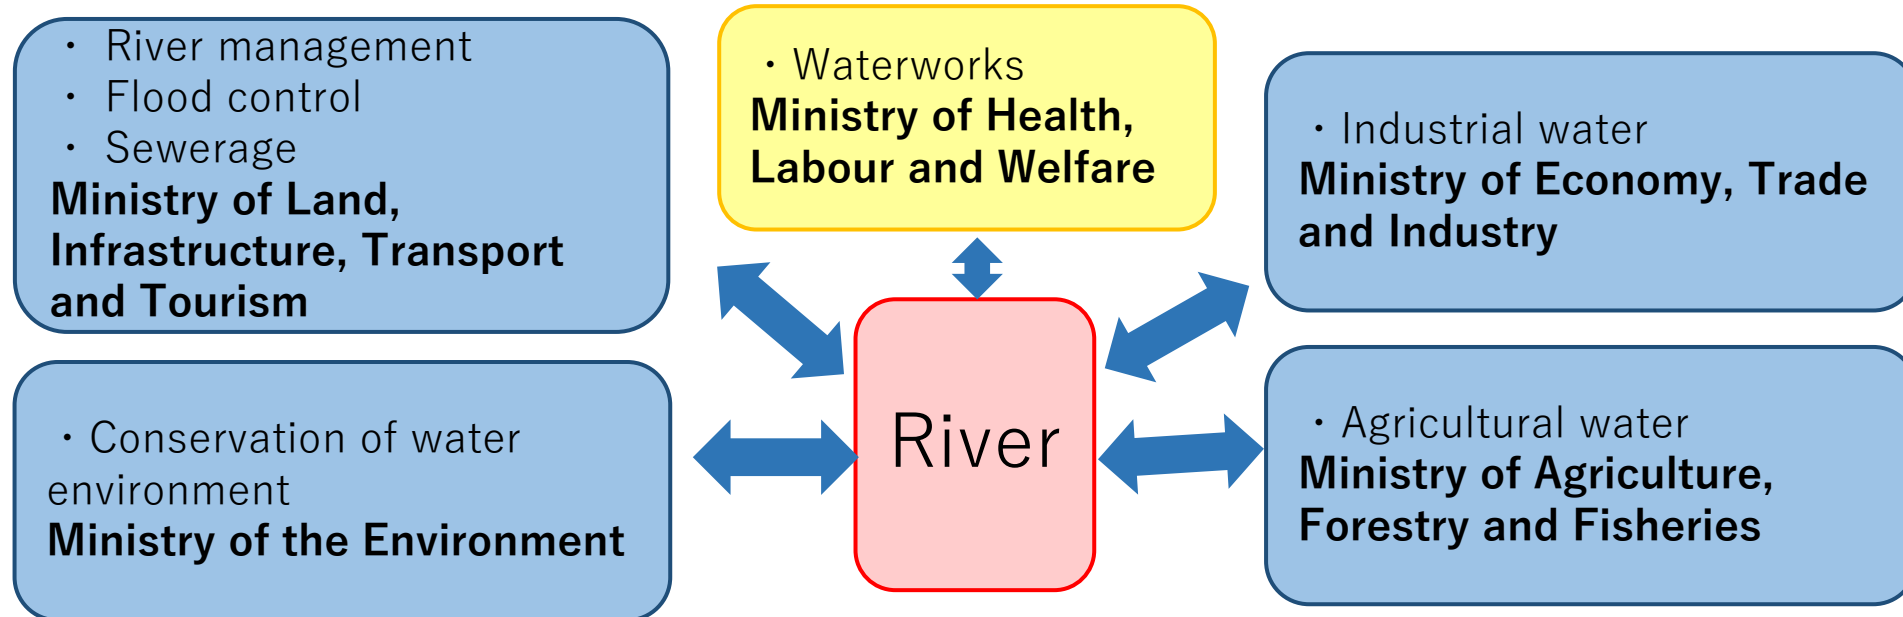 ・ River management
・ Flood control
・ Sewerage
Ministry of Land,
Infrastructure, Transport
and Tourism
・Waterworks
Ministry of Health,
Labour and Welfare
・Industrial water
Ministry of Economy, Trade
and Industry
・Conservation of water
environment
Ministry of the Environment
River
・Agricultural water
Ministry of Agriculture,
Forestry and Fisheries